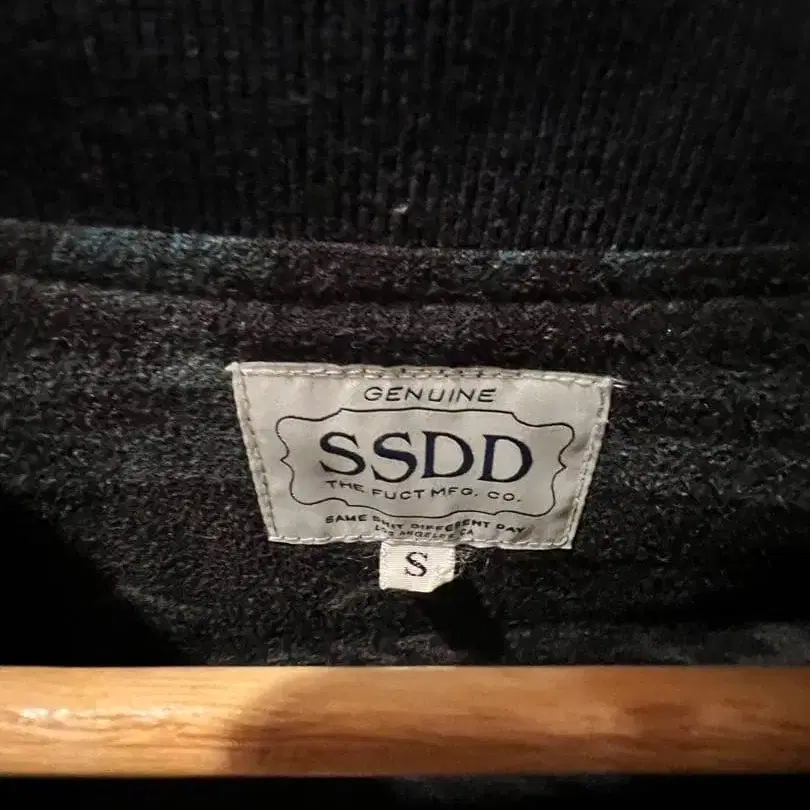 GENUINE
SSDD
THE FUCT MFG. CO.
SAME SHIT DIFFERENT DAY
LOS ANGELES CA
S